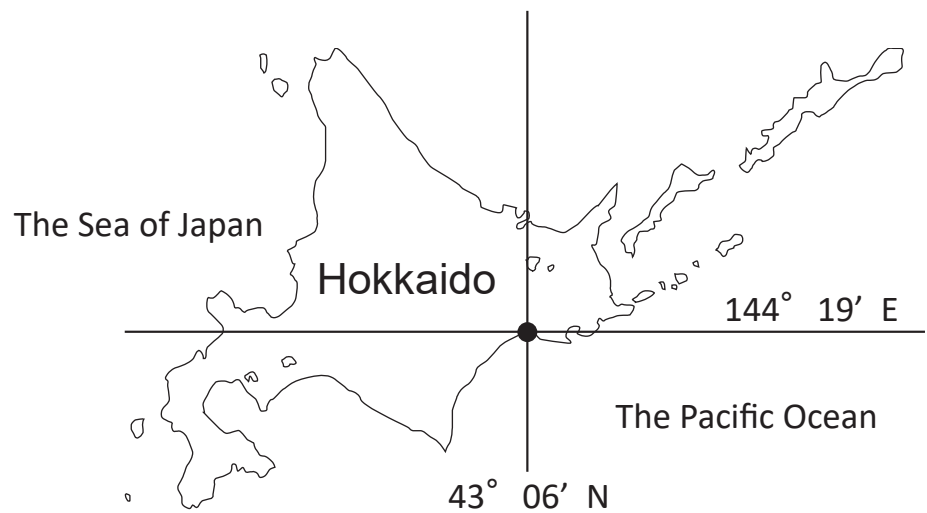 The Sea of Japan
Hokkaido
144° 19' E
The Pacific Ocean
43° 06' N